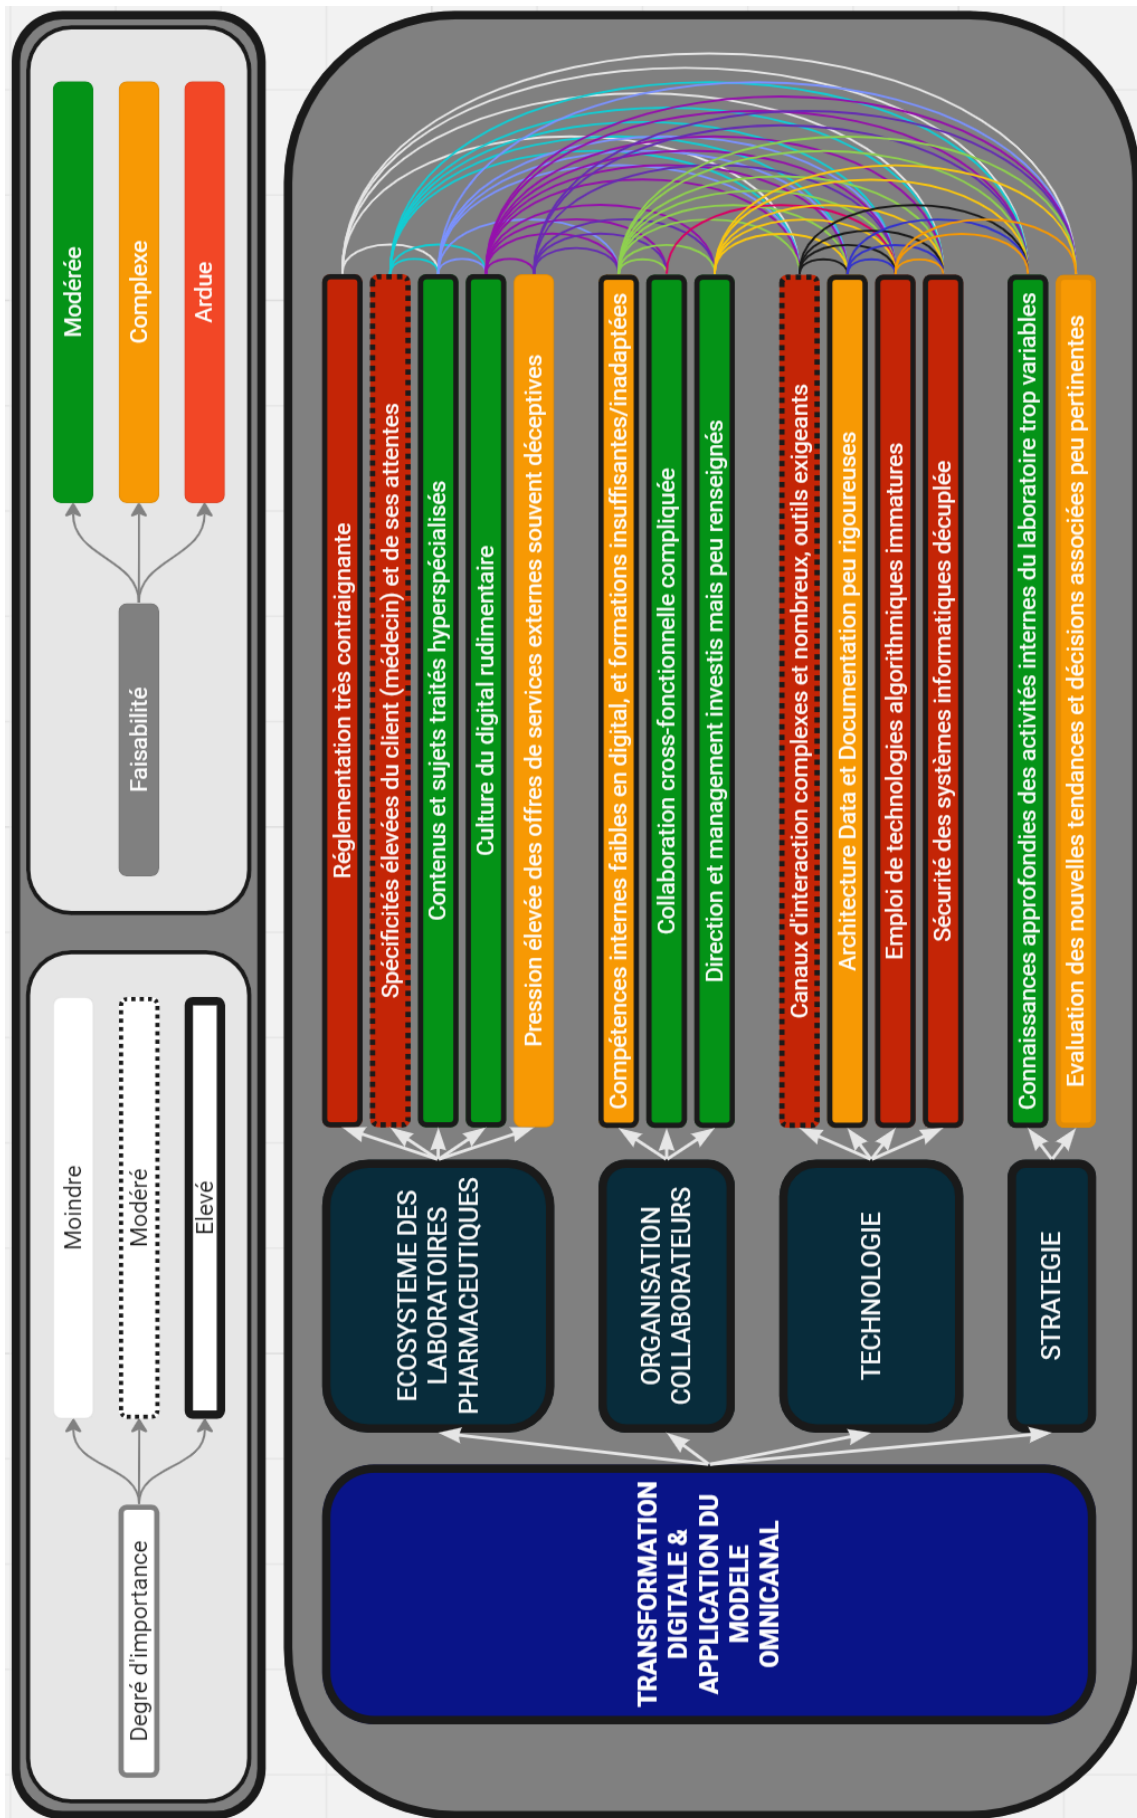 Degré d'importance
Moindre
Modéré
Elevé
Faisabilité
Modérée
Complexe
Ardue
TRANSFORMATION
DIGITALE &
APPLICATION DU
MODELE
OMNICANAL
ECOSYSTEME DES
LABORATOIRES
PHARMACEUTIQUES
Réglementation très contraignante
Spécificités élevées du client (médecin) et de ses attentes
Contenus et sujets traités hyperspécialisés
Culture du digital rudimentaire
Pression élevée des offres de services externes souvent déceptives
ORGANISATION
COLLABORATEURS
Compétences internes faibles en digital, et formations insuffisantes/inadaptées
Collaboration cross-fonctionnelle compliquée
Direction et management investis mais peu renseignés
TECHNOLOGIE
Canaux d'interaction complexes et nombreux, outils exigeants
Architecture Data et Documentation peu rigoureuses
Emploi de technologies algorithmiques immatures
Sécurité des systèmes informatiques décuplée
STRATEGIE
Connaissances approfondies des activités internes du laboratoire trop variables
Evaluation des nouvelles tendances et décisions associées peu pertinentes